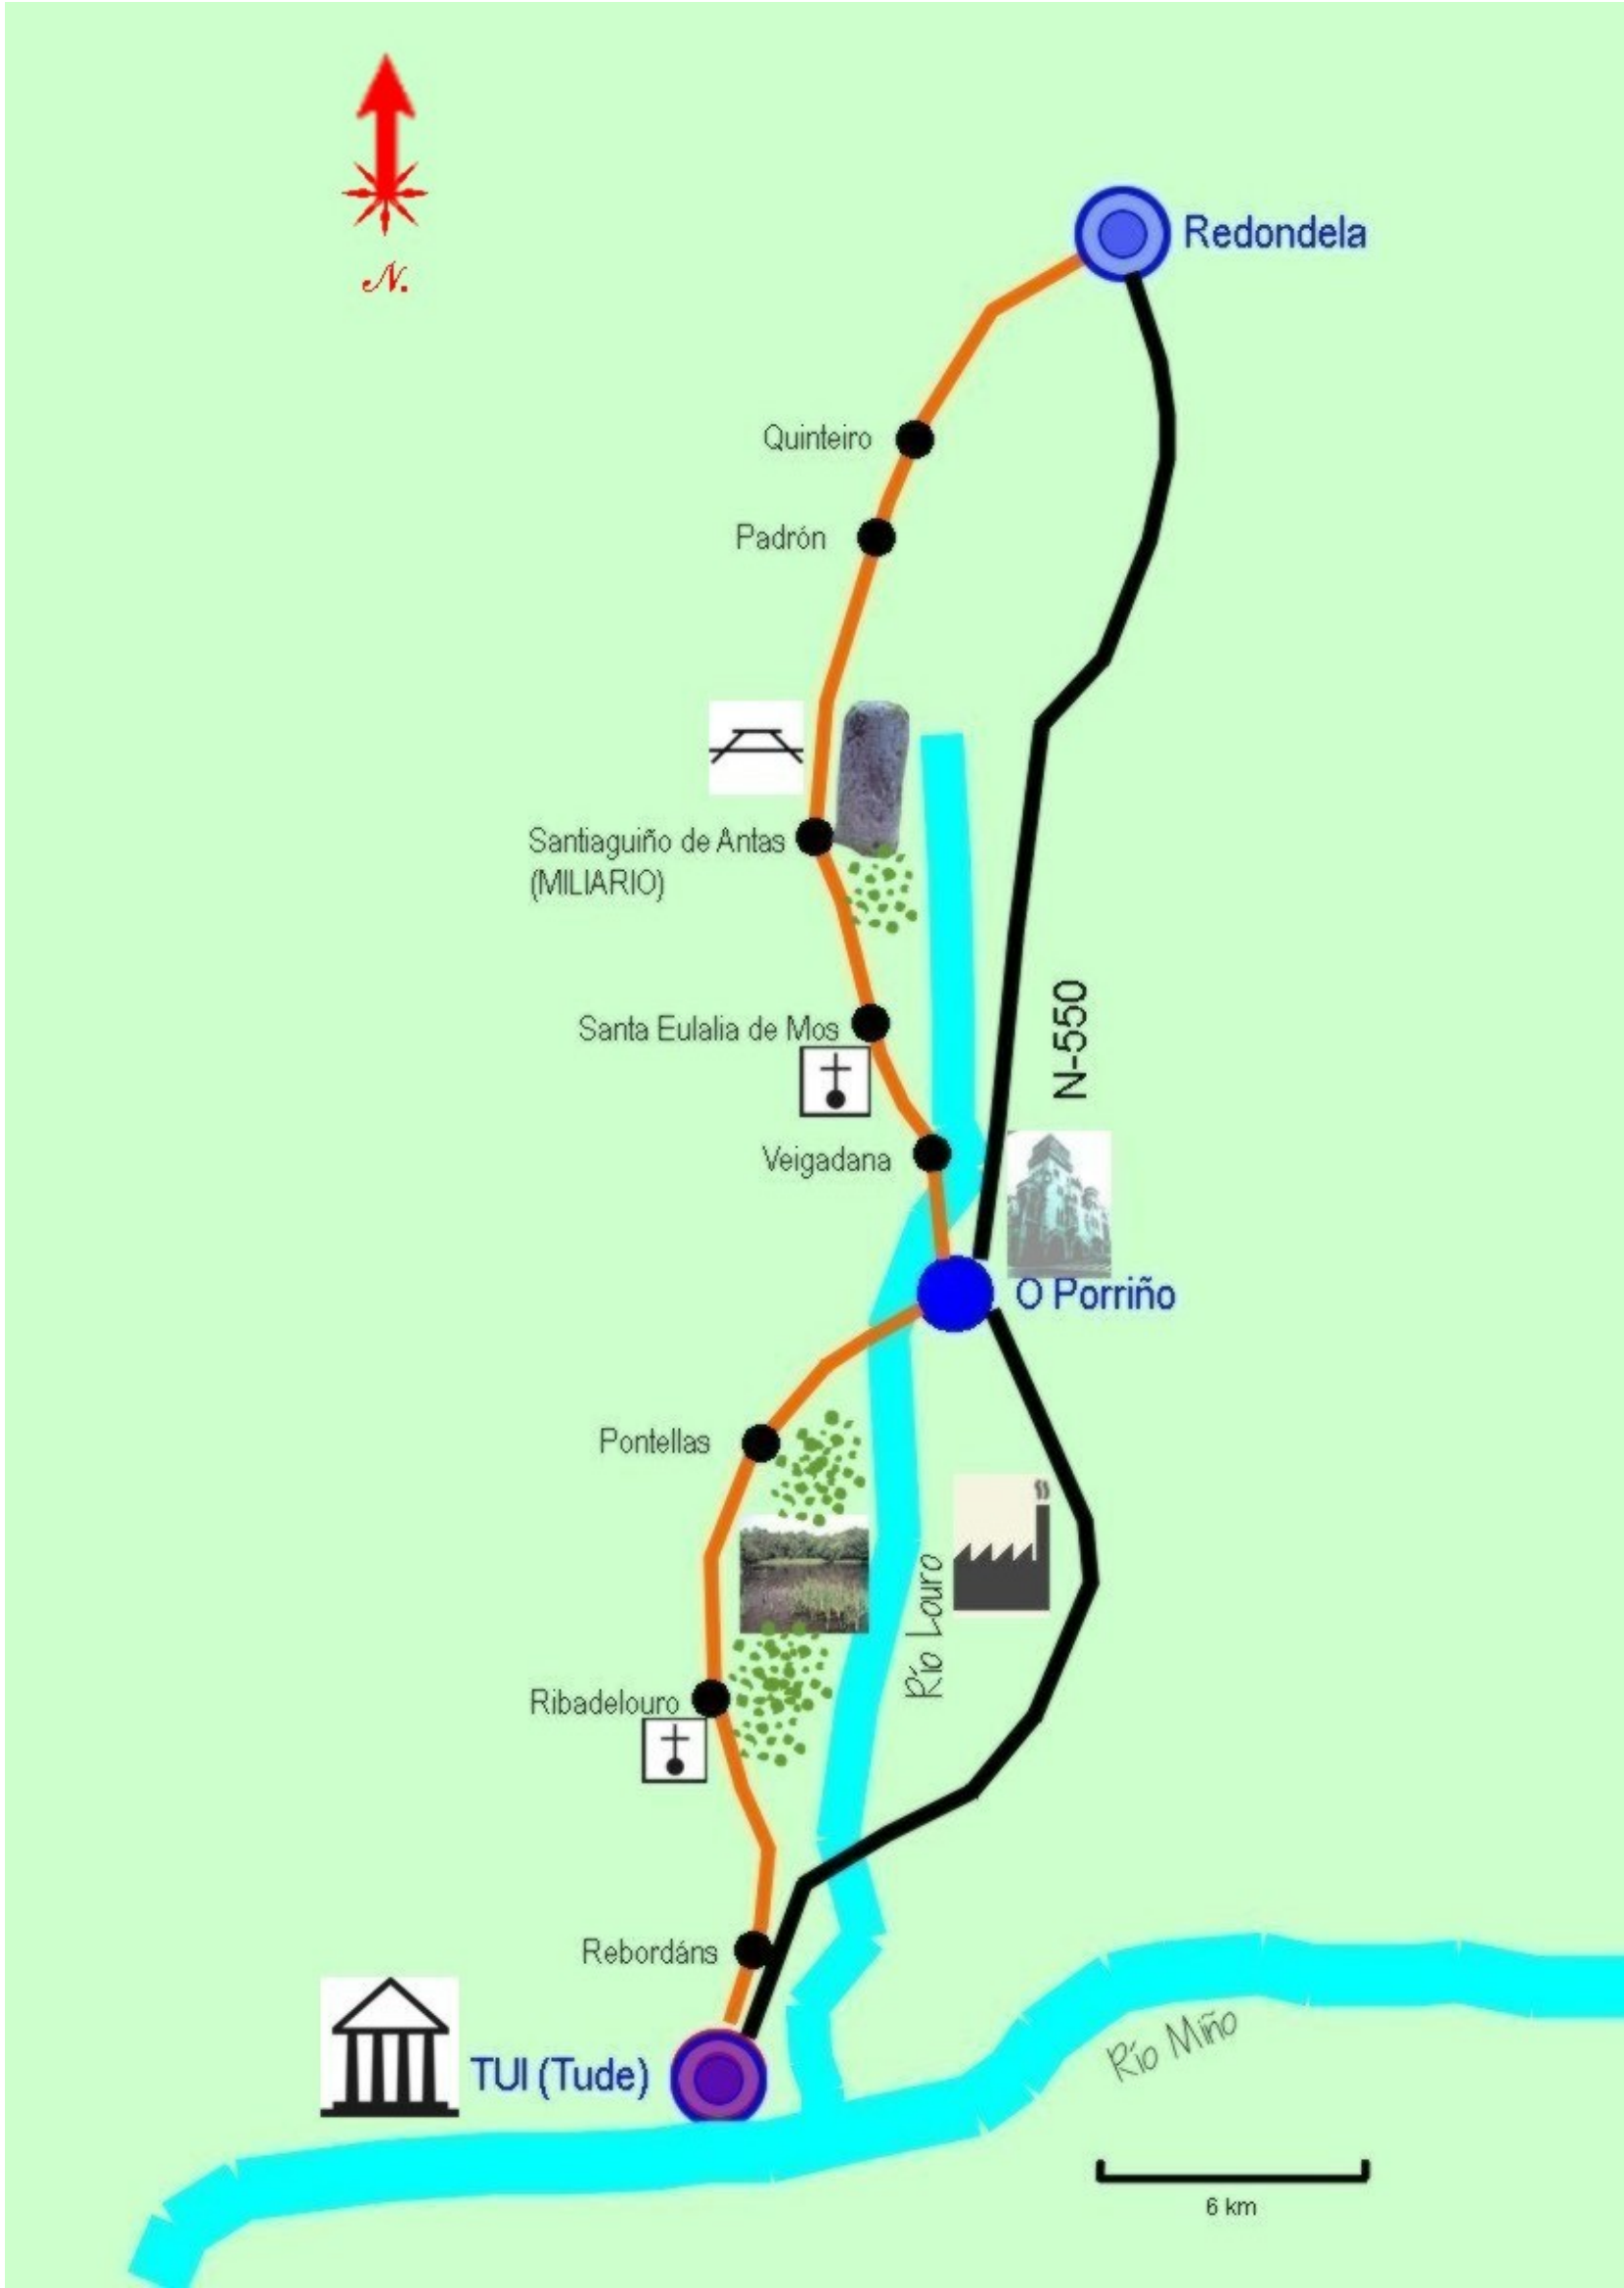 Redondela
N.
Quinteiro
Padrón
Santiaguiño de Antas
(MILIARIO)
N-550
Santa Eulalia de Mos
Veigadana
O Porriño
Pontellas
Río Louro
Ribadelouro
Rebordáns
TUI (Tude)
Río Miño
6 km